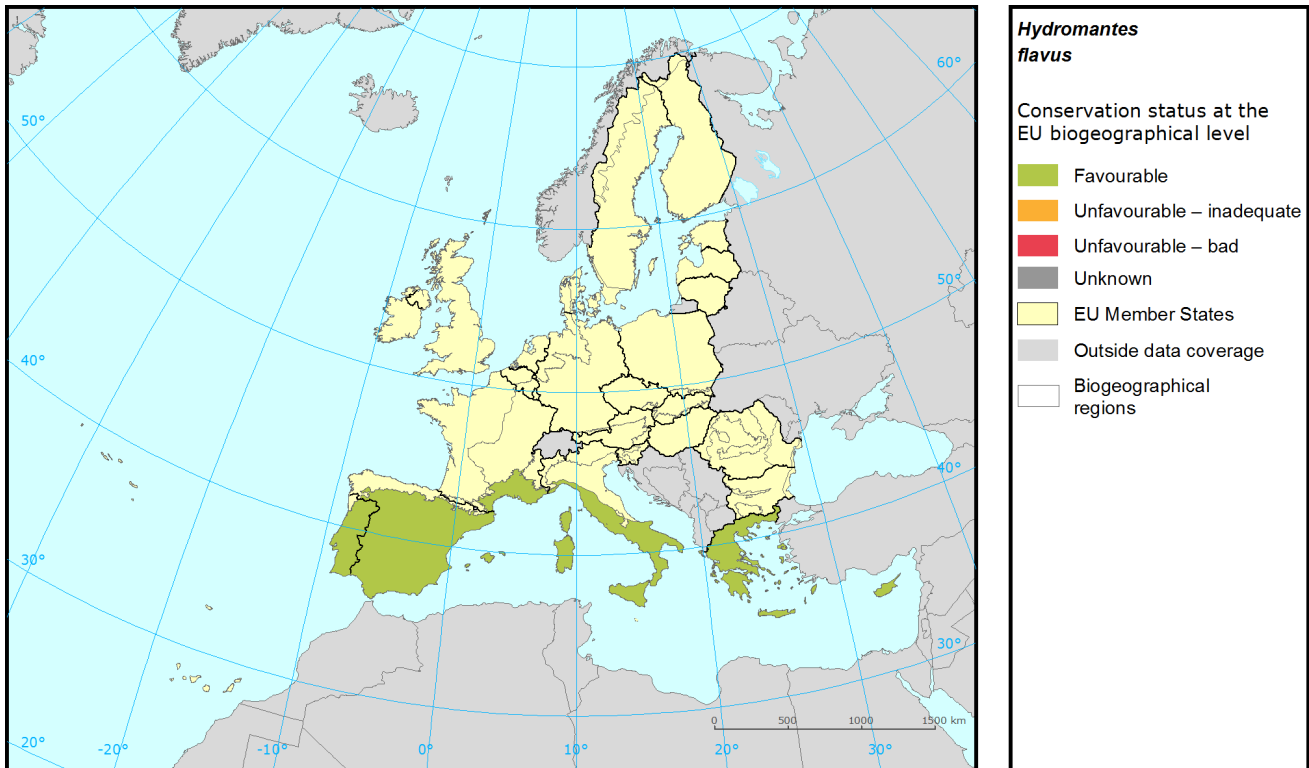 Hydromantes
flavus
Conservation status at the
EU biogeographical level
Favourable
Unfavourable – inadequate
Unfavourable – bad
Unknown
EU Member States
Outside data coverage
Biogeographical
regions
60°
50°
50°
40°
40°
30°
30°
0 500 1000 1500 km
20° -20° -10° 0° 10° 20° 30°